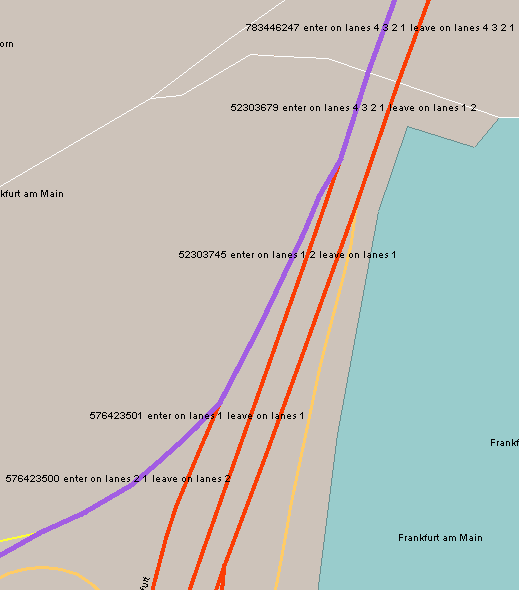 783446247 enter on lanes 4 3 2 1 leave on lanes 4 3 2 1
orn
52303679 enter on lanes 4 3 2 1 leave on lanes 1 2
kfurt am Main
52303745 enter on lanes 1 2 leave on lanes 1
576423501 enter on lanes 1 leave on lanes 1
Frankf
576423500 enter on lanes 2 1 leave on lanes 2
Frankfurt am Main
furt